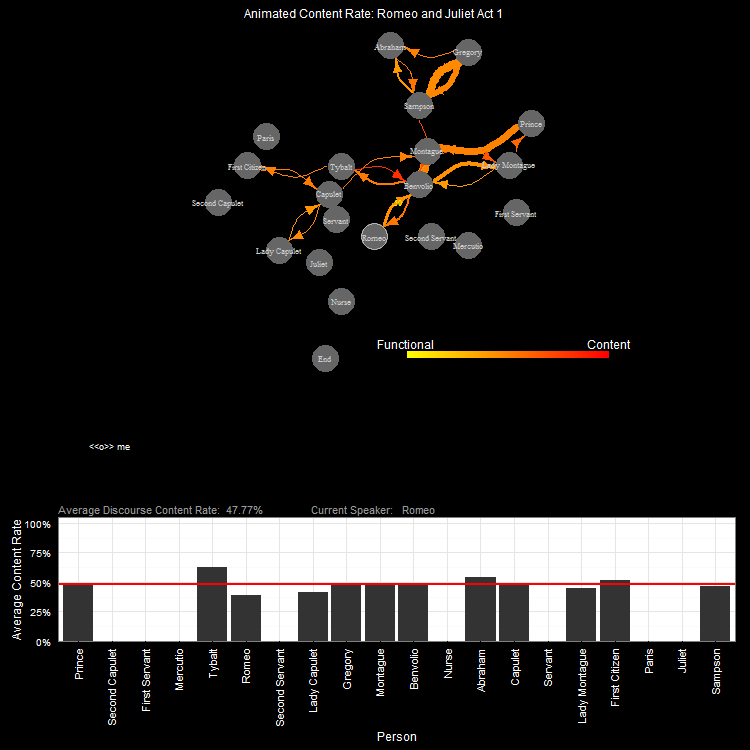 Animated Content Rate: Romeo and Juliet Act 1
Abraham
Gregory
Sampson
Prince
Paris
Montague
First Citizen
Tybalt
Lady Montague
Benvolio
Capulet
Second Capulet
First Servant
Servant
Romeo
Second Servant
Mercutio
Lady Capulet
Juliet
Nurse
Functional Content
End
<<o>> me
Average Discourse Content Rate: 47.77% Current Speaker: Romeo
Average Content Rate
100%
75%
50%
25%
0%
Prince
Second Capulet
First Servant
Mercutio
Tybalt
Romeo
Second Servant
Lady Capulet
Gregory
Montague
Benvolio
Nurse
Abraham
Capulet
Servant
Lady Montague
First Citizen
Paris
Juliet
Sampson
Person